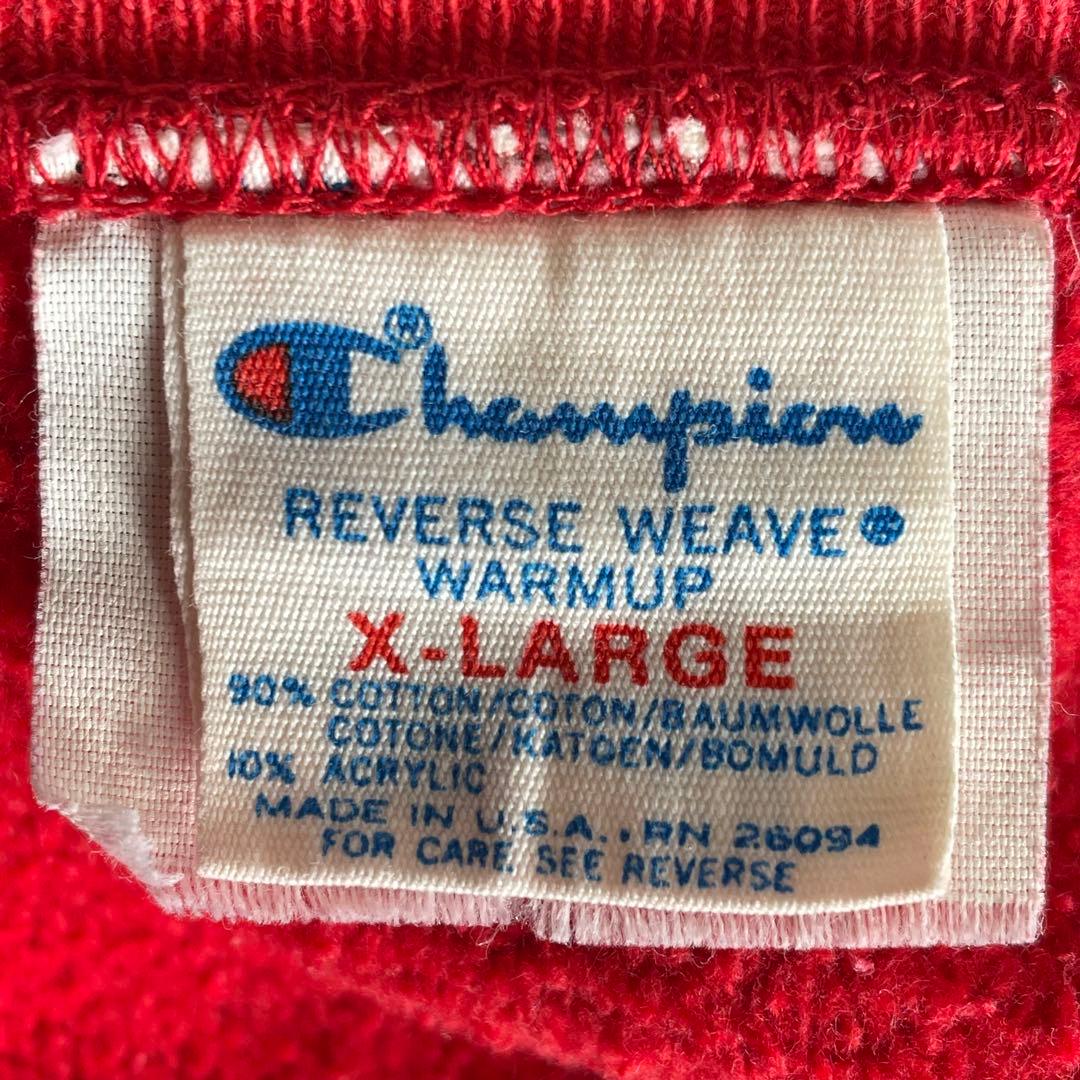 Champion®
REVERSE WEAVE®
WARMUP
X-LARGE
90% COTTON/COTON/BAUMWOLLE
COTONE/KATOEN/BOMULD
10% ACRYLIC
MADE IN U.S.A.. RN 26094
FOR CARE SEE REVERSE